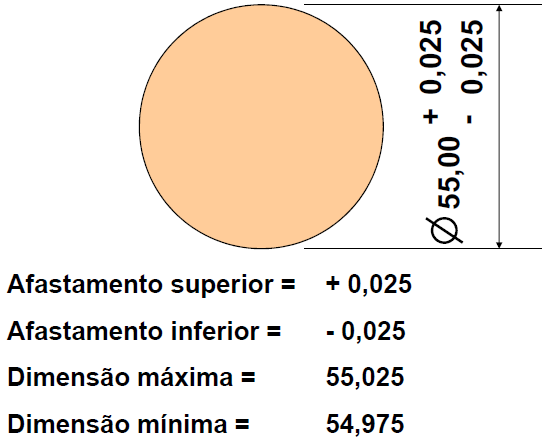 Ø 55,00 + 0,025
- 0,025
Afastamento superior = + 0,025
Afastamento inferior = - 0,025
Dimensão máxima = 55,025
Dimensão mínima = 54,975